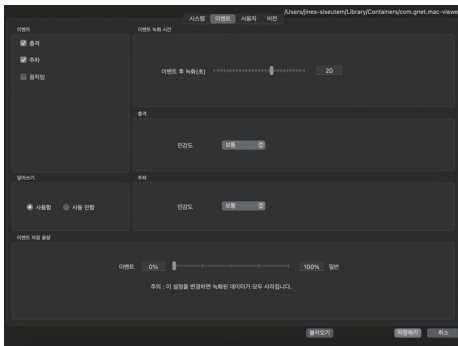 /Users/jines-siseutem/Library/Containers/com.gnet.mac-viewer
시스템 이벤트 사용자 버전
이벤트
충격
주차
움직임
이벤트 녹화 시간
이벤트 후 녹화(초) 20
충격
민감도 보통
덮어쓰기
사용함 사용 안함
주차
민감도 보통
이벤트 저장 용량
이벤트 0% 100% 일반
주의 : 이 설정을 변경하면 녹화된 데이터가 모두 사라집니다.
불러오기 저장하기 취소